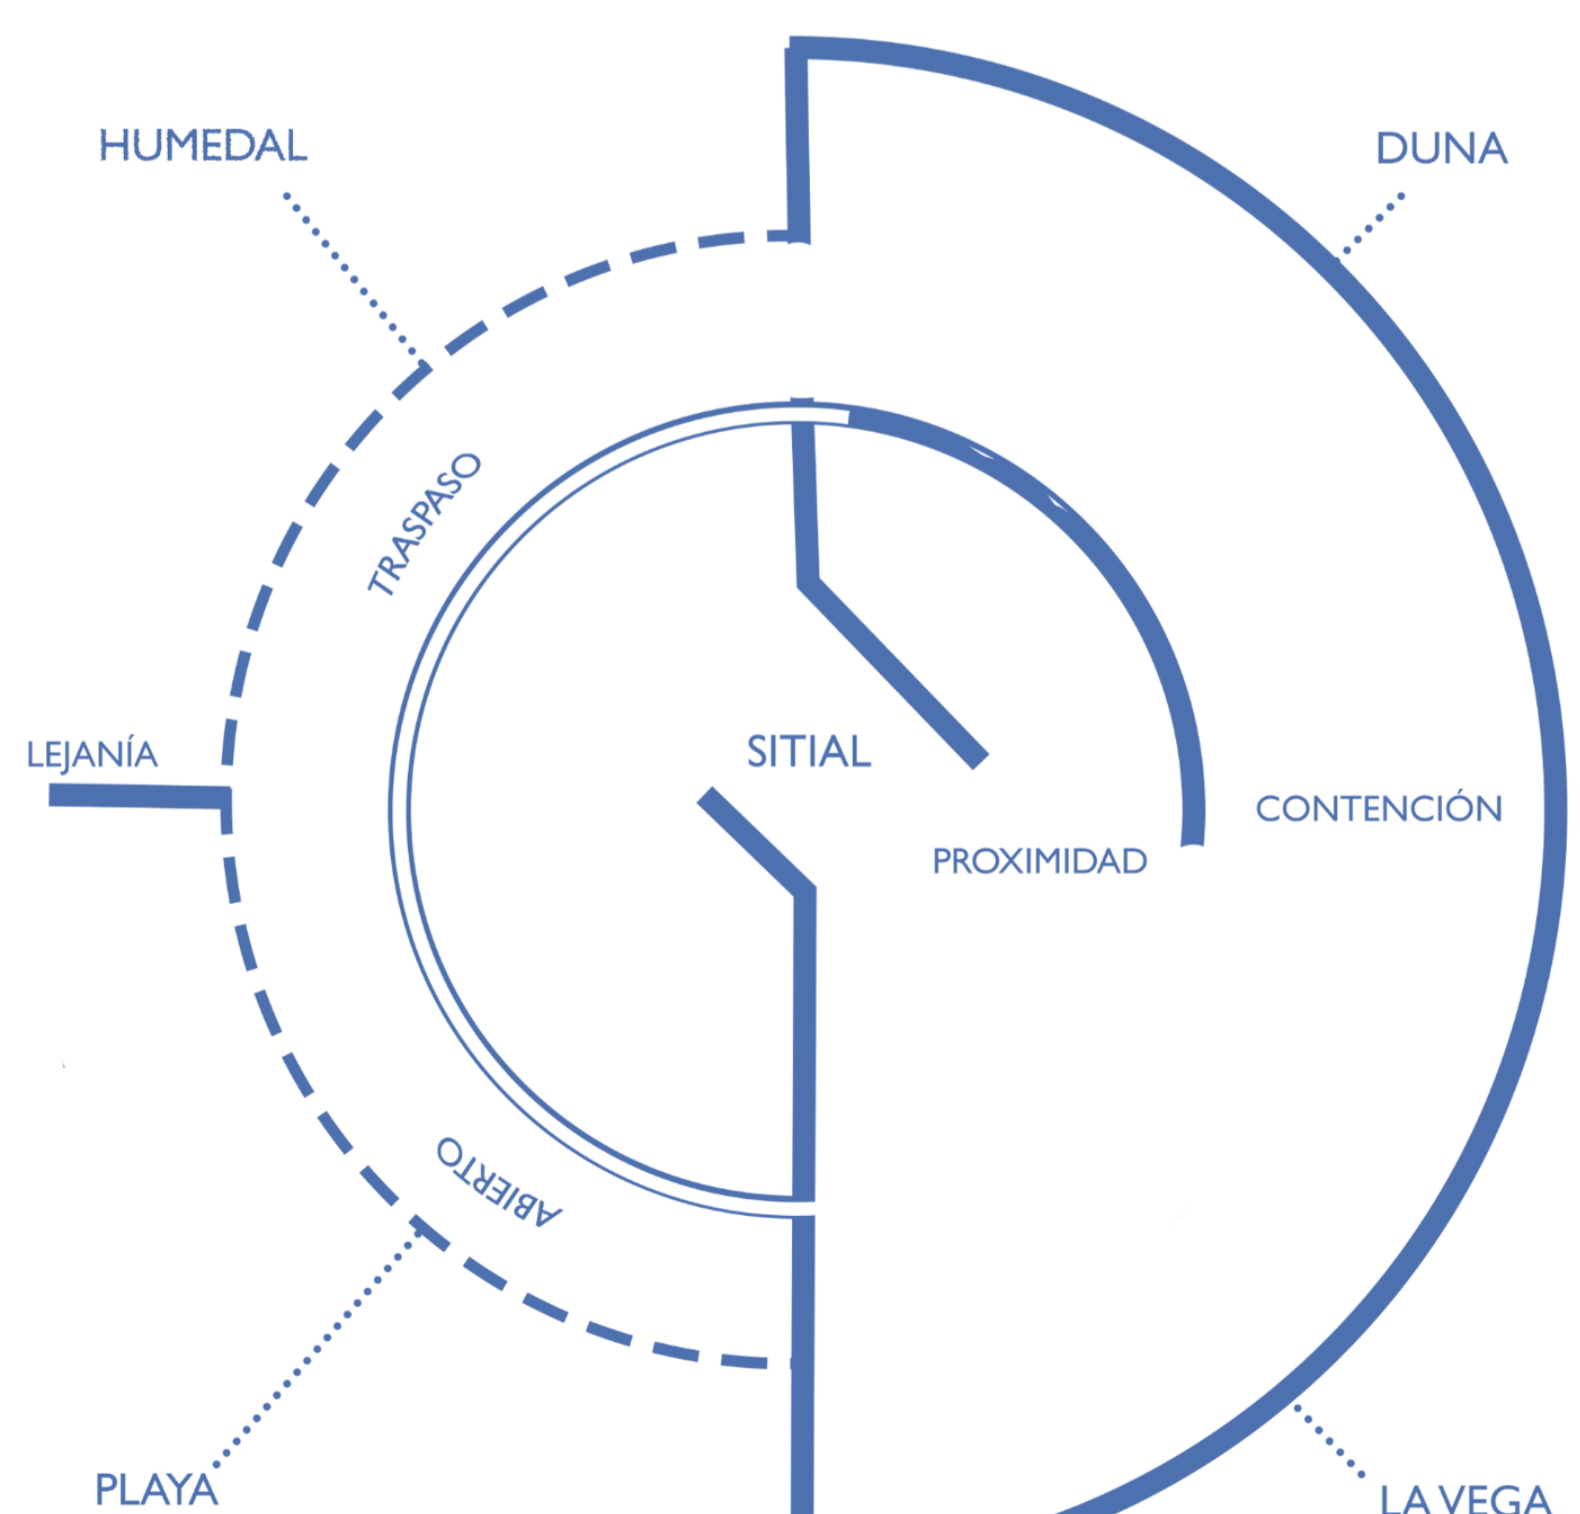 HUMEDAL
DUNA
TRASPASO
LEJANÍA
SITIAL
CONTENCIÓN
PROXIMIDAD
ABIERTO
PLAYA
LA VEGA